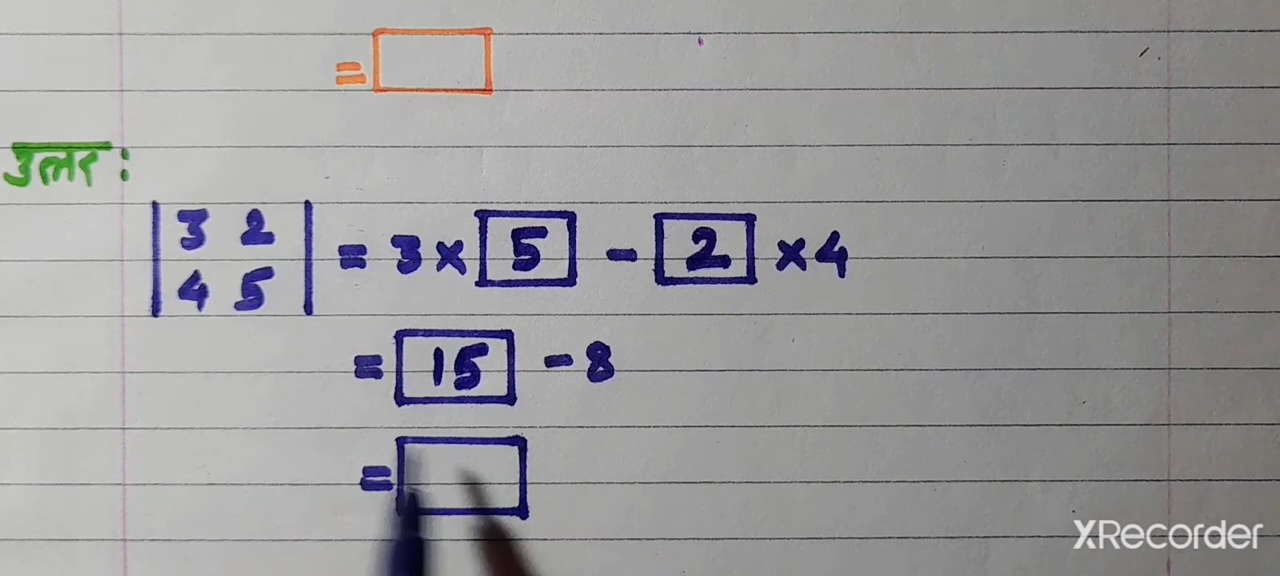 =
उत्तर:
| 3 2 |
| 4 5 | = 3 × 5 - 2 × 4
= 15 - 8
=
XRecorder